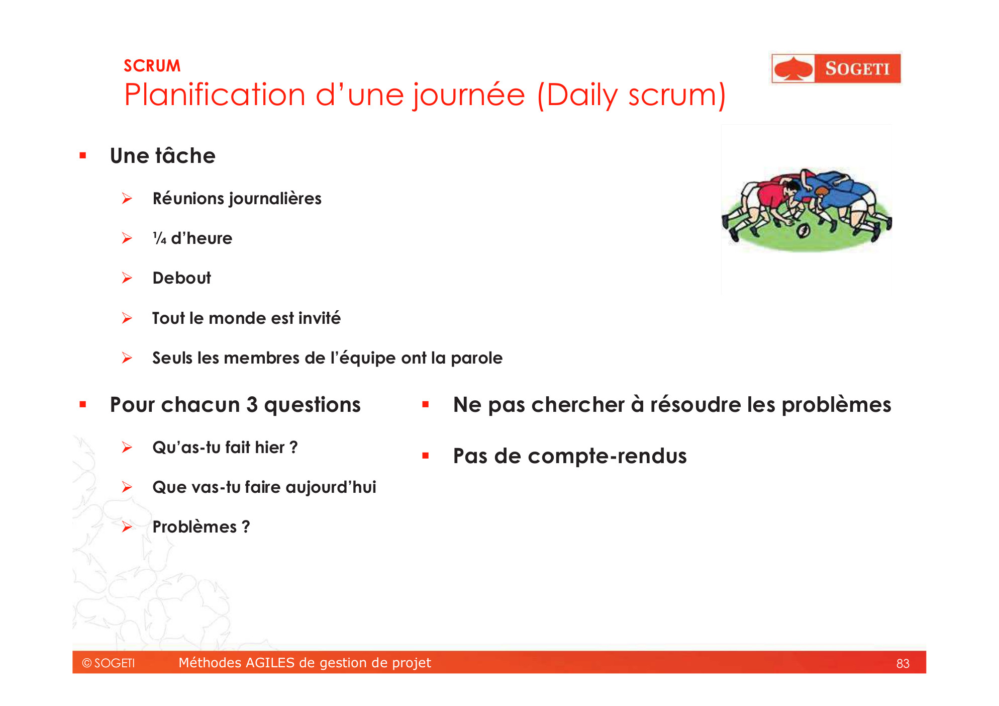 SCRUM
Planification d’une journée (Daily scrum)
SOGETI
▪ Une tâche
➢ Réunions journalières
➢ ¼ d’heure
➢ Debout
➢ Tout le monde est invité
➢ Seuls les membres de l’équipe ont la parole
▪ Pour chacun 3 questions
➢ Qu’as-tu fait hier ?
➢ Que vas-tu faire aujourd’hui
➢ Problèmes ?
▪ Ne pas chercher à résoudre les problèmes
▪ Pas de compte-rendus
© SOGETI Méthodes AGILES de gestion de projet 83